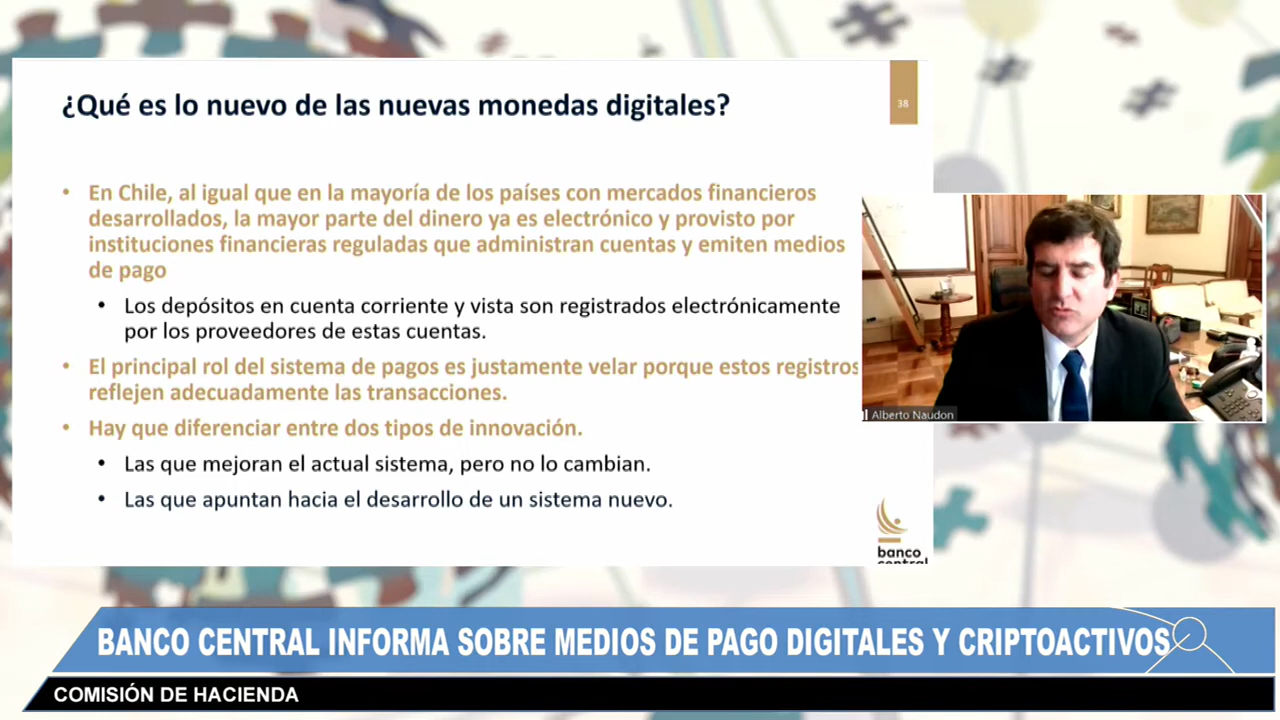 ¿Qué es lo nuevo de las nuevas monedas digitales?
38
• En Chile, al igual que en la mayoría de los países con mercados financieros
desarrollados, la mayor parte del dinero ya es electrónico y provisto por
instituciones financieras reguladas que administran cuentas y emiten medios
de pago
• Los depósitos en cuenta corriente y vista son registrados electrónicamente
por los proveedores de estas cuentas.
• El principal rol del sistema de pagos es justamente velar porque estos registros
reflejen adecuadamente las transacciones.
• Hay que diferenciar entre dos tipos de innovación.
• Las que mejoran el actual sistema, pero no lo cambian.
• Las que apuntan hacia el desarrollo de un sistema nuevo.
Alberto Naudon
banco
central
BANCO CENTRAL INFORMA SOBRE MEDIOS DE PAGO DIGITALES Y CRIPTOACTIVOS
COMISIÓN DE HACIENDA